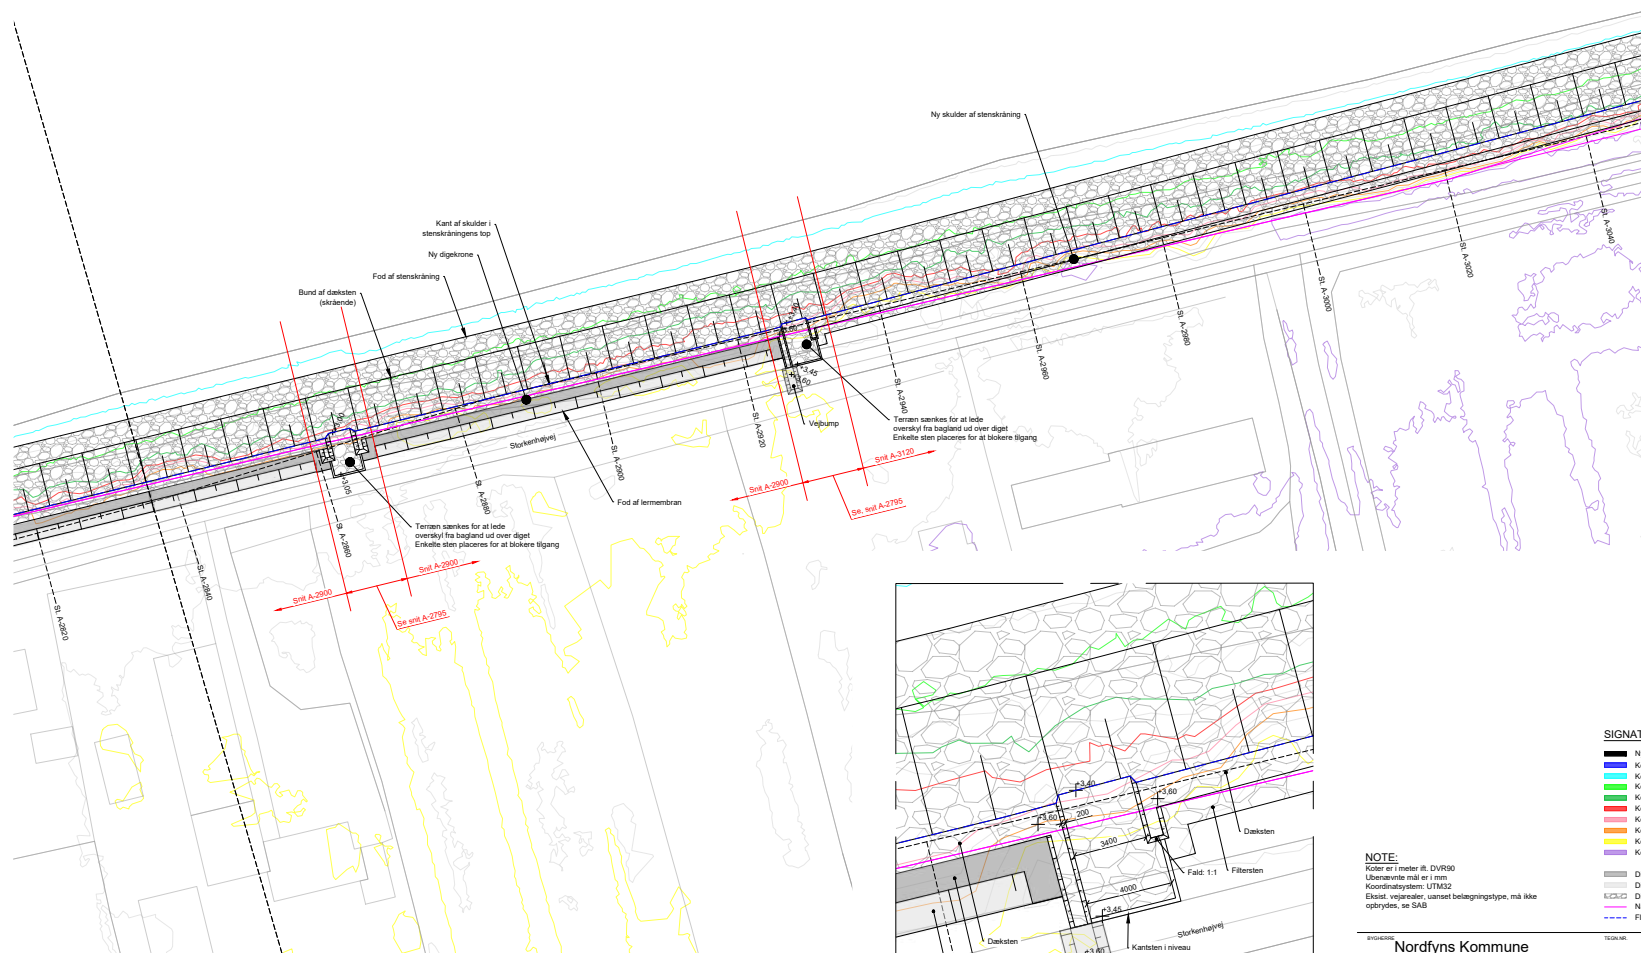 Ny skulder af stenskråning
Kant af skulder i
stenskråningens top
Ny digekrone
Fod af stenskråning
Bund af dæksten
(skrående)
+3,40
+3,60
+3,45
+3,60
Vejbump
Terræn sænkes for at lede
overskyl fra bagland ud over diget
Enkelte sten placeres for at blokere tilgang
Storkenhøjvej
Fod af lermembran
+3,05
Terræn sænkes for at lede
overskyl fra bagland ud over diget
Enkelte sten placeres for at blokere tilgang
Snit A-2900
Snit A-3120
Se, snit A-2795
Snit A-2900
Snit A-2900
Se snit A-2795
St. A-2820
St. A-2840
St. A-2860
St. A-2880
St. A-2900
St. A-2920
St. A-2940
St. A-2960
St. A-2980
St. A-3000
St. A-3020
St. A-3040
+3,40
+3,60
+3,60
200
3400
4000
+3,45
+3,60
Dæksten
Filtersten
Fald: 1:1
Dæksten
Kantsten i niveau
Storkenhøjvej
SIGNAT
N
K
K
K
K
K
K
K
K
K
D
D
D
N
Fl
NOTE:
Koter er i meter ift. DVR90
Ubenævnte mål er i mm
Koordinatsystem: UTM32
Eksist. vejarealer, uanset belægningstype, må ikke
opbrydes, se SAB
BYGHERRE
Nordfyns Kommune
TEGN.NR.